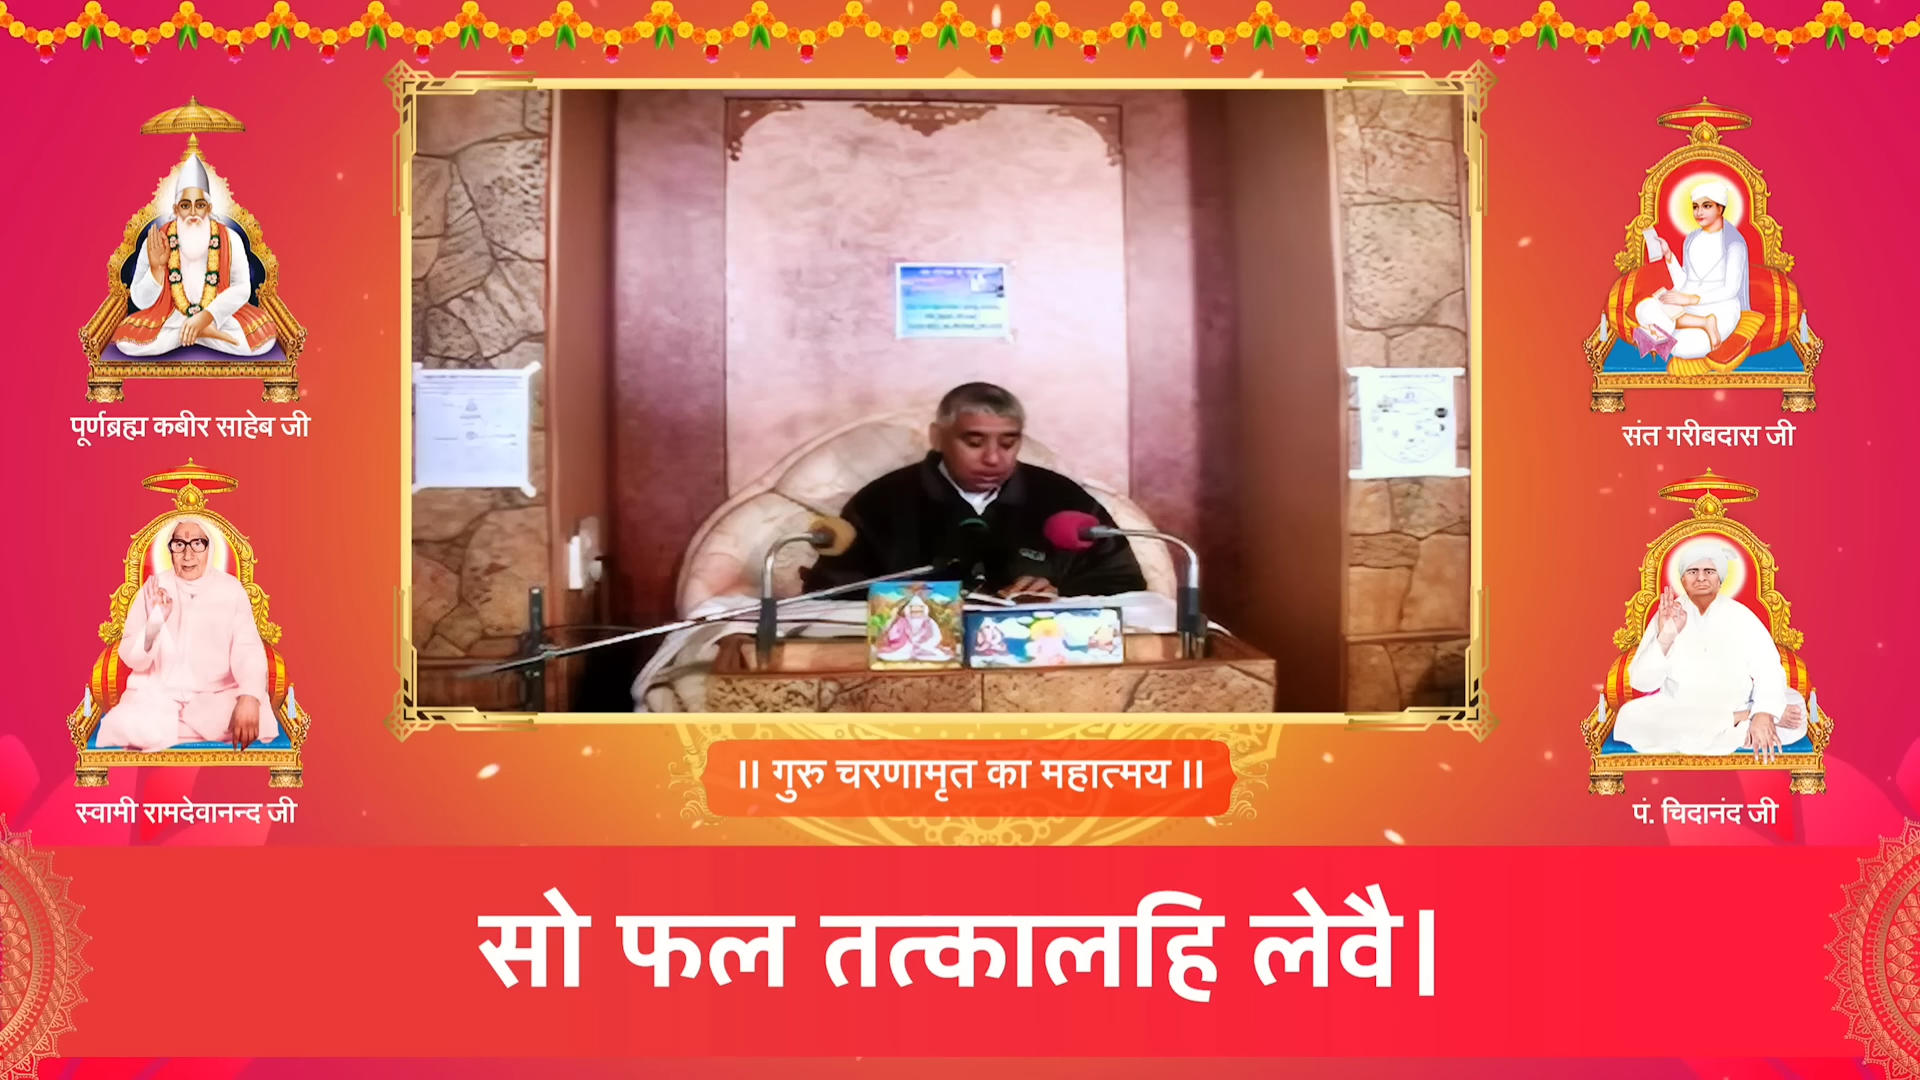 पूर्णब्रह्म कबीर साहेब जी
संत गरीबदास जी
स्वामी रामदेवानन्द जी
पं. चिदानंद जी
॥ गुरु चरणामृत का महात्मय ॥
सो फल तत्कालहि लेवै।